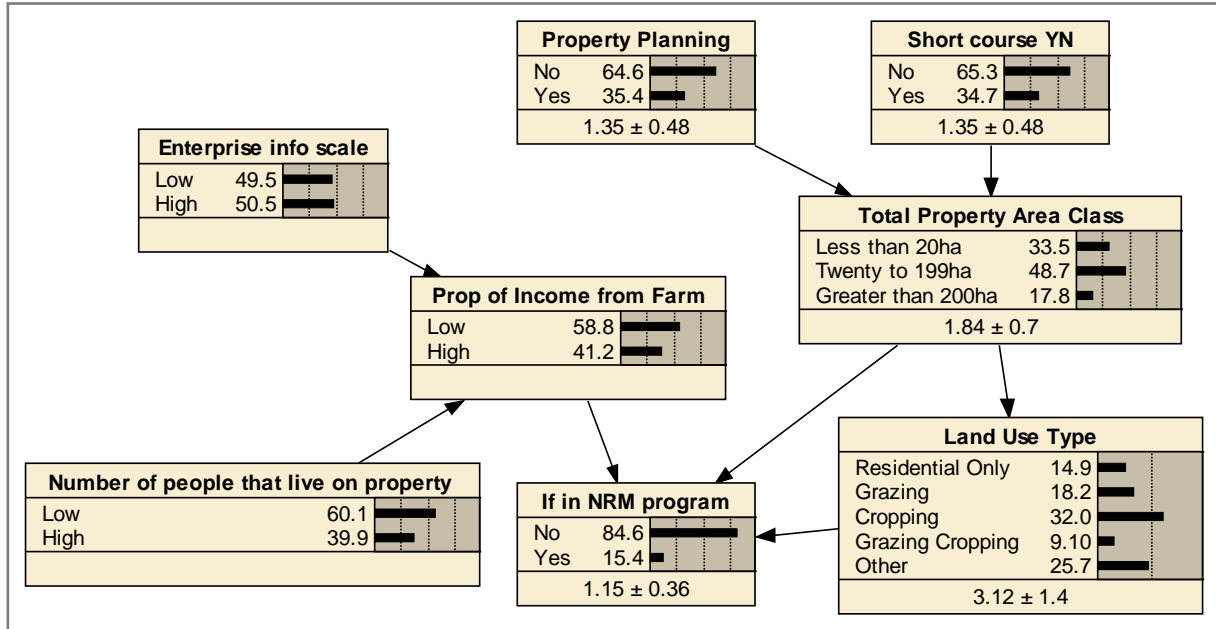 Property Planning
No 64.6
Yes 35.4
1.35 ± 0.48
Short course YN
No 65.3
Yes 34.7
1.35 ± 0.48
Enterprise info scale
Low 49.5
High 50.5
Total Property Area Class
Less than 20ha 33.5
Twenty to 199ha 48.7
Greater than 200ha 17.8
1.84 ± 0.7
Prop of Income from Farm
Low 58.8
High 41.2
Number of people that live on property
Low 60.1
High 39.9
If in NRM program
No 84.6
Yes 15.4
1.15 ± 0.36
Land Use Type
Residential Only 14.9
Grazing 18.2
Cropping 32.0
Grazing Cropping 9.10
Other 25.7
3.12 ± 1.4